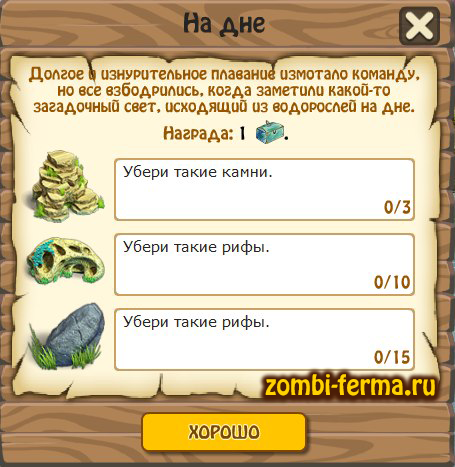 На дне
Долгое и изнурительное плавание измотало команду,
но все взбодрились, когда заметили какой-то
загадочный свет, исходящий из водорослей на дне.
Награда: 1 .
Убери такие камни.
0/3
Убери такие рифы.
0/10
Убери такие рифы.
0/15
zombi-ferma.ru
ХОРОШО